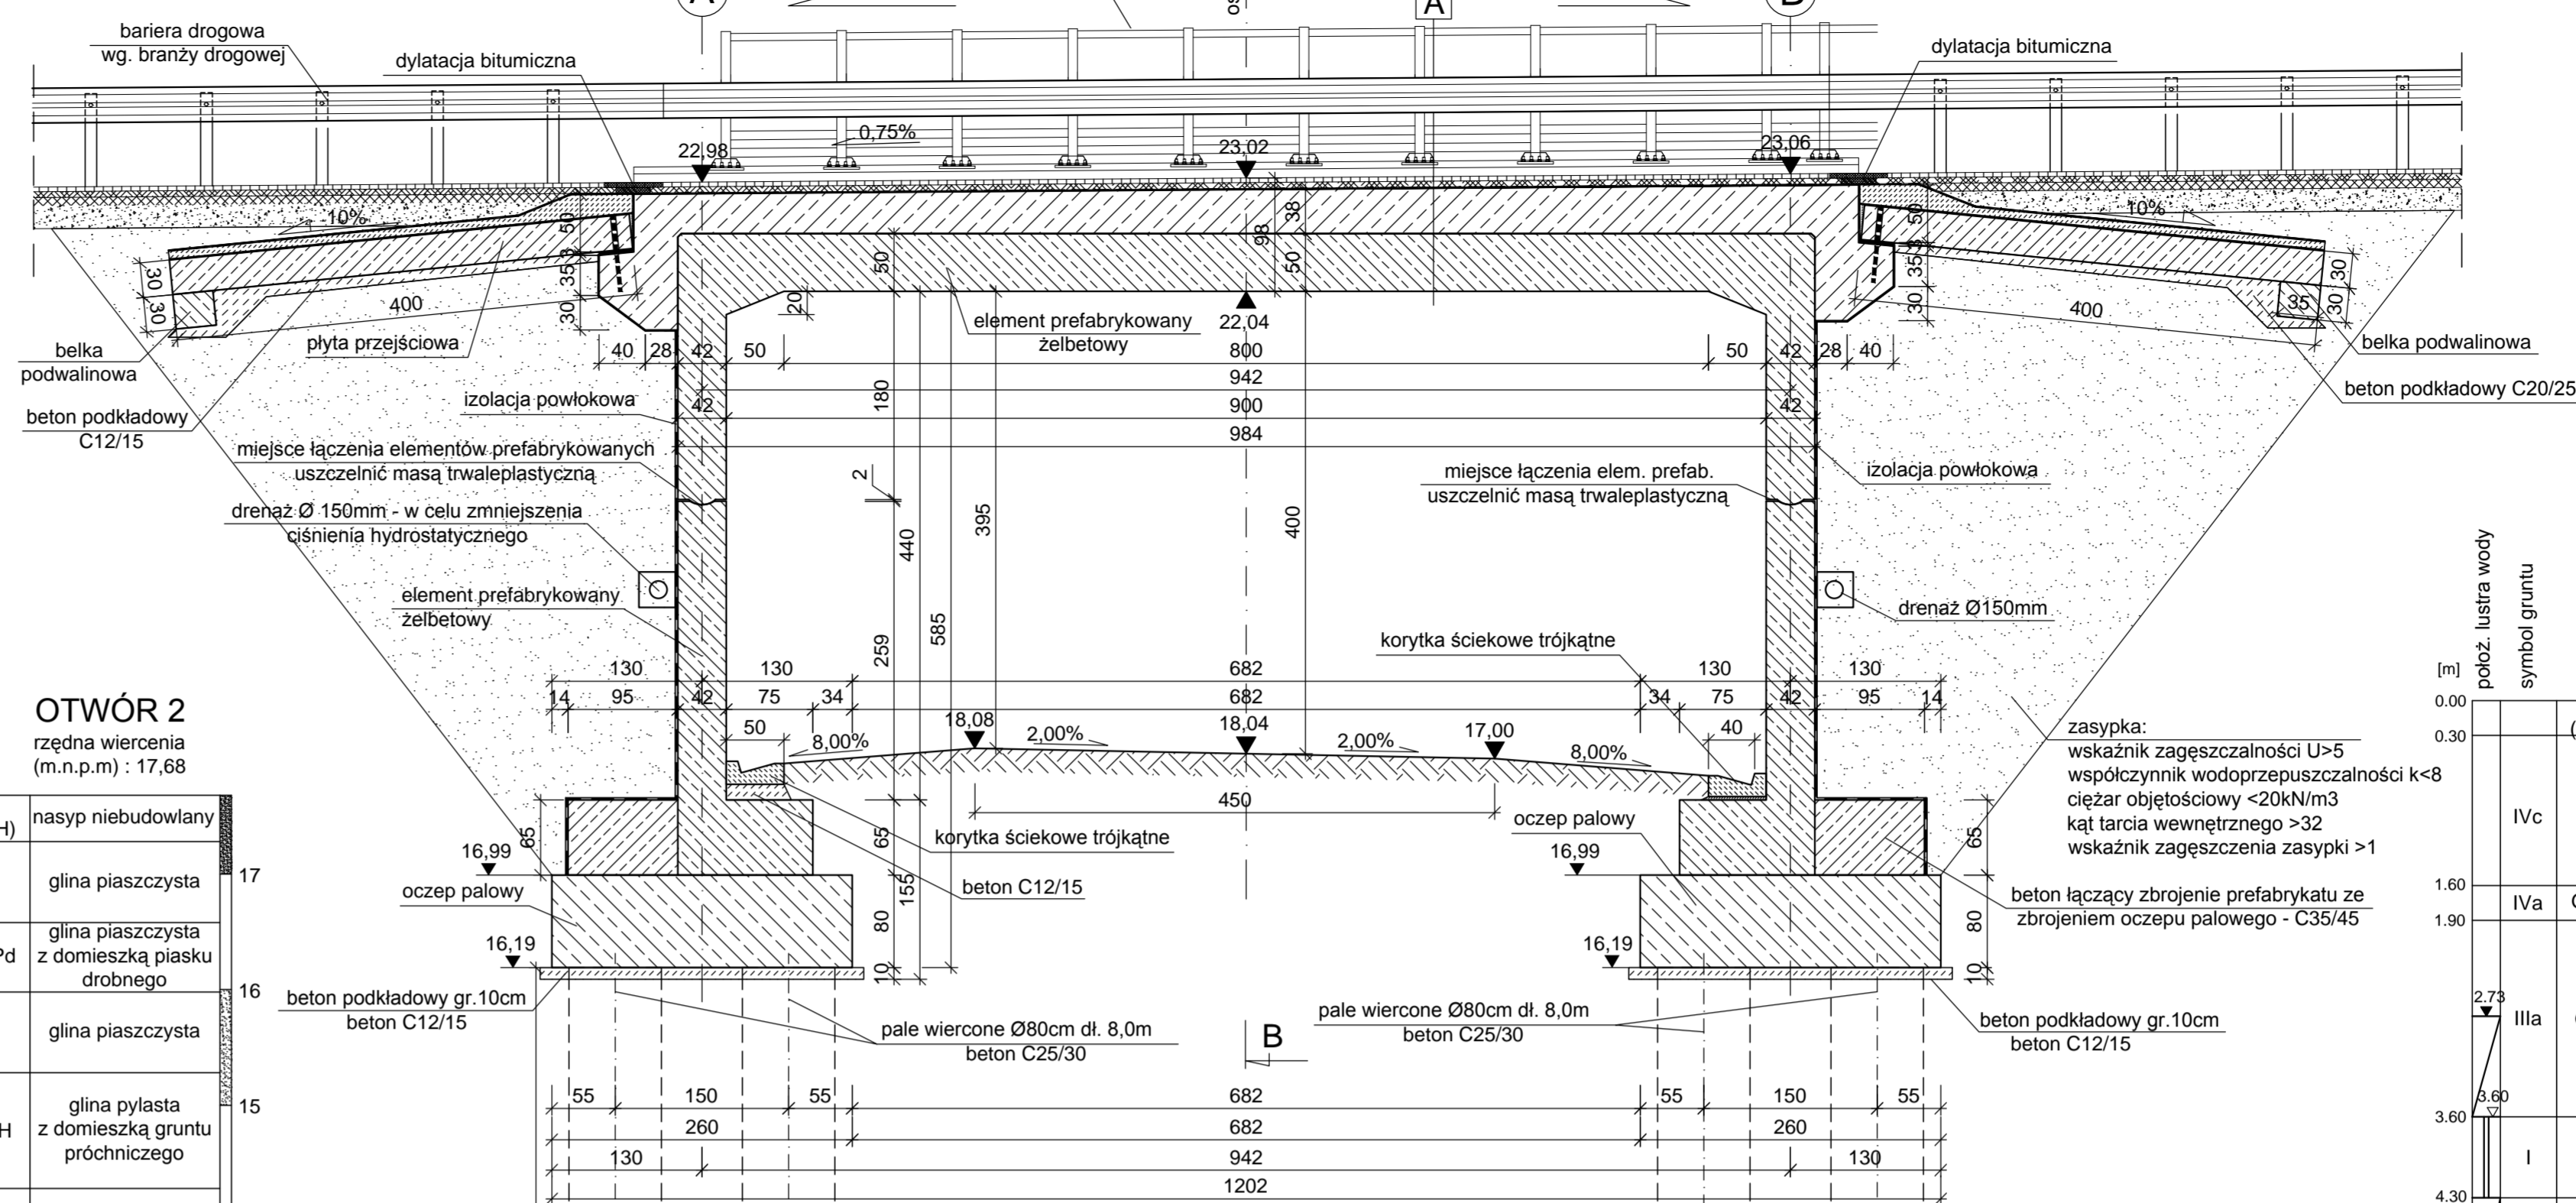 A
A
B
bariera drogowa
wg. branży drogowej
dylatacja bitumiczna
dylatacja bitumiczna
0,75%
22,98
23,02
23,06
10%
10%
50
3
35
30
30
30
400
98
38
50
50
20
50
3
35
30
30
30
35
400
element prefabrykowany
żelbetowy
22,04
belka
podwalinowa
płyta przejściowa
belka podwalinowa
40
28
42
50
800
50
42
28
40
942
beton podkładowy C20/25
beton podkładowy
C12/15
izolacja powłokowa
42
900
42
984
180
miejsce łączenia elementów prefabrykowanych
uszczelnić masą trwaleplastyczną
miejsce łączenia elem. prefab.
uszczelnić masą trwaleplastyczną
izolacja powłokowa
2
drenaż Ø 150mm - w celu zmniejszenia
ciśnienia hydrostatycznego
440
395
400
element prefabrykowany
żelbetowy
drenaż Ø150mm
259
585
korytka ściekowe trójkątne
130
130
682
130
130
14
95
42
75
34
682
34
75
42
95
14
50
40
8,00%
18,08
2,00%
18,04
2,00%
17,00
8,00%
450
zasypka:
wskaźnik zagęszczalności U>5
współczynnik wodoprzepuszczalności k<8
ciężar objętościowy <20kN/m3
kąt tarcia wewnętrznego >32
wskaźnik zagęszczenia zasypki >1
65
65
65
korytka ściekowe trójkątne
oczep palowy
16,99
16,99
oczep palowy
155
beton C12/15
beton łączący zbrojenie prefabrykatu ze
zbrojeniem oczepu palowego - C35/45
80
80
16,19
16,19
10
10
beton podkładowy gr.10cm
beton C12/15
pale wiercone Ø80cm dł. 8,0m
beton C25/30
B
pale wiercone Ø80cm dł. 8,0m
beton C25/30
beton podkładowy gr.10cm
beton C12/15
55
150
55
682
55
150
55
260
682
260
130
942
130
1202
OTWÓR 2
rzędna wiercenia
(m.n.p.m) : 17,68
H)
nasyp niebudowlany
glina piaszczysta
17
Pd
glina piaszczysta
z domieszką piasku
drobnego
16
glina piaszczysta
15
H
glina pylasta
z domieszką gruntu
próchniczego
[m]
położ. lustra wody
symbol gruntu
0.00
0.30
IVc
1.60
IVa
1.90
2.73
IIIa
3.60
3.60
I
4.30